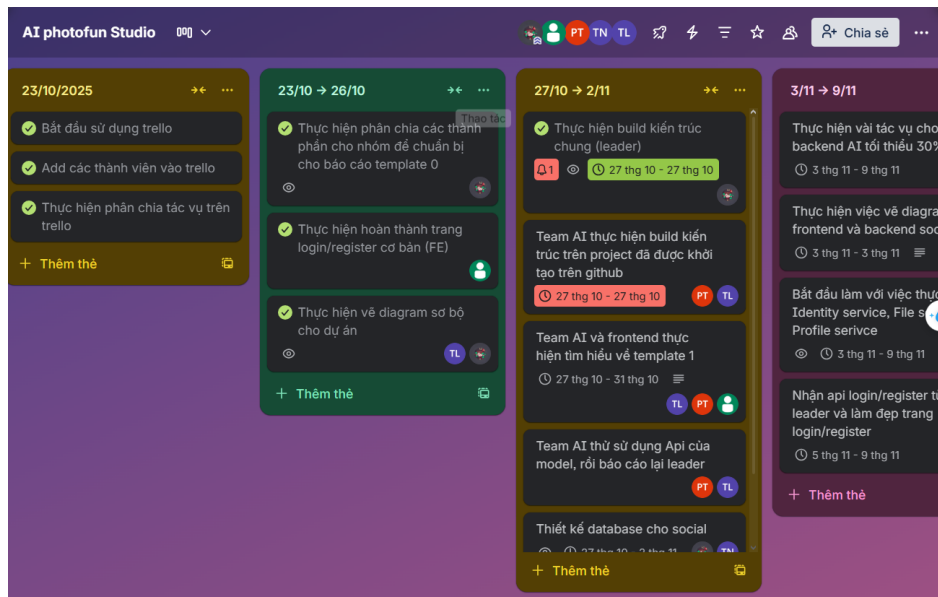 AI photofun Studio
PT
TN
TL
Chia sẻ
23/10/2025
Bắt đầu sử dụng trello
Add các thành viên vào trello
Thực hiện phân chia tác vụ trên
trello
Thêm thẻ
23/10 → 26/10
Thao tác
Thực hiện phân chia các thành
phần cho nhóm để chuẩn bị
cho báo cáo template 0
Thực hiện hoàn thành trang
login/register cơ bản (FE)
Thực hiện vẽ diagram sơ bộ
cho dự án
TL
Thêm thẻ
27/10 → 2/11
Thực hiện build kiến trúc
chung (leader)
1
27 thg 10 - 27 thg 10
Team AI thực hiện build kiến
trúc trên project đã được khởi
tạo trên github
27 thg 10 - 27 thg 10
PT
TL
Team AI và frontend thực
hiện tìm hiểu về template 1
27 thg 10 - 31 thg 10
TL
PT
Team AI thử sử dụng Api của
model, rồi báo cáo lại leader
PT
TL
Thiết kế database cho social
27 thg 10 - 2 thg 11
TN
Thêm thẻ
3/11 → 9/11
Thực hiện vài tác vụ cho
backend AI tối thiểu 30%
3 thg 11 - 9 thg 11
Thực hiện việc vẽ diagra
frontend và backend soc
3 thg 11 - 3 thg 11
Bắt đầu làm với việc thực
Identity service, File s
Profile serivce
3 thg 11 - 9 thg 11
Nhận api login/register từ
leader và làm đẹp trang
login/register
5 thg 11 - 9 thg 11
Thêm thẻ